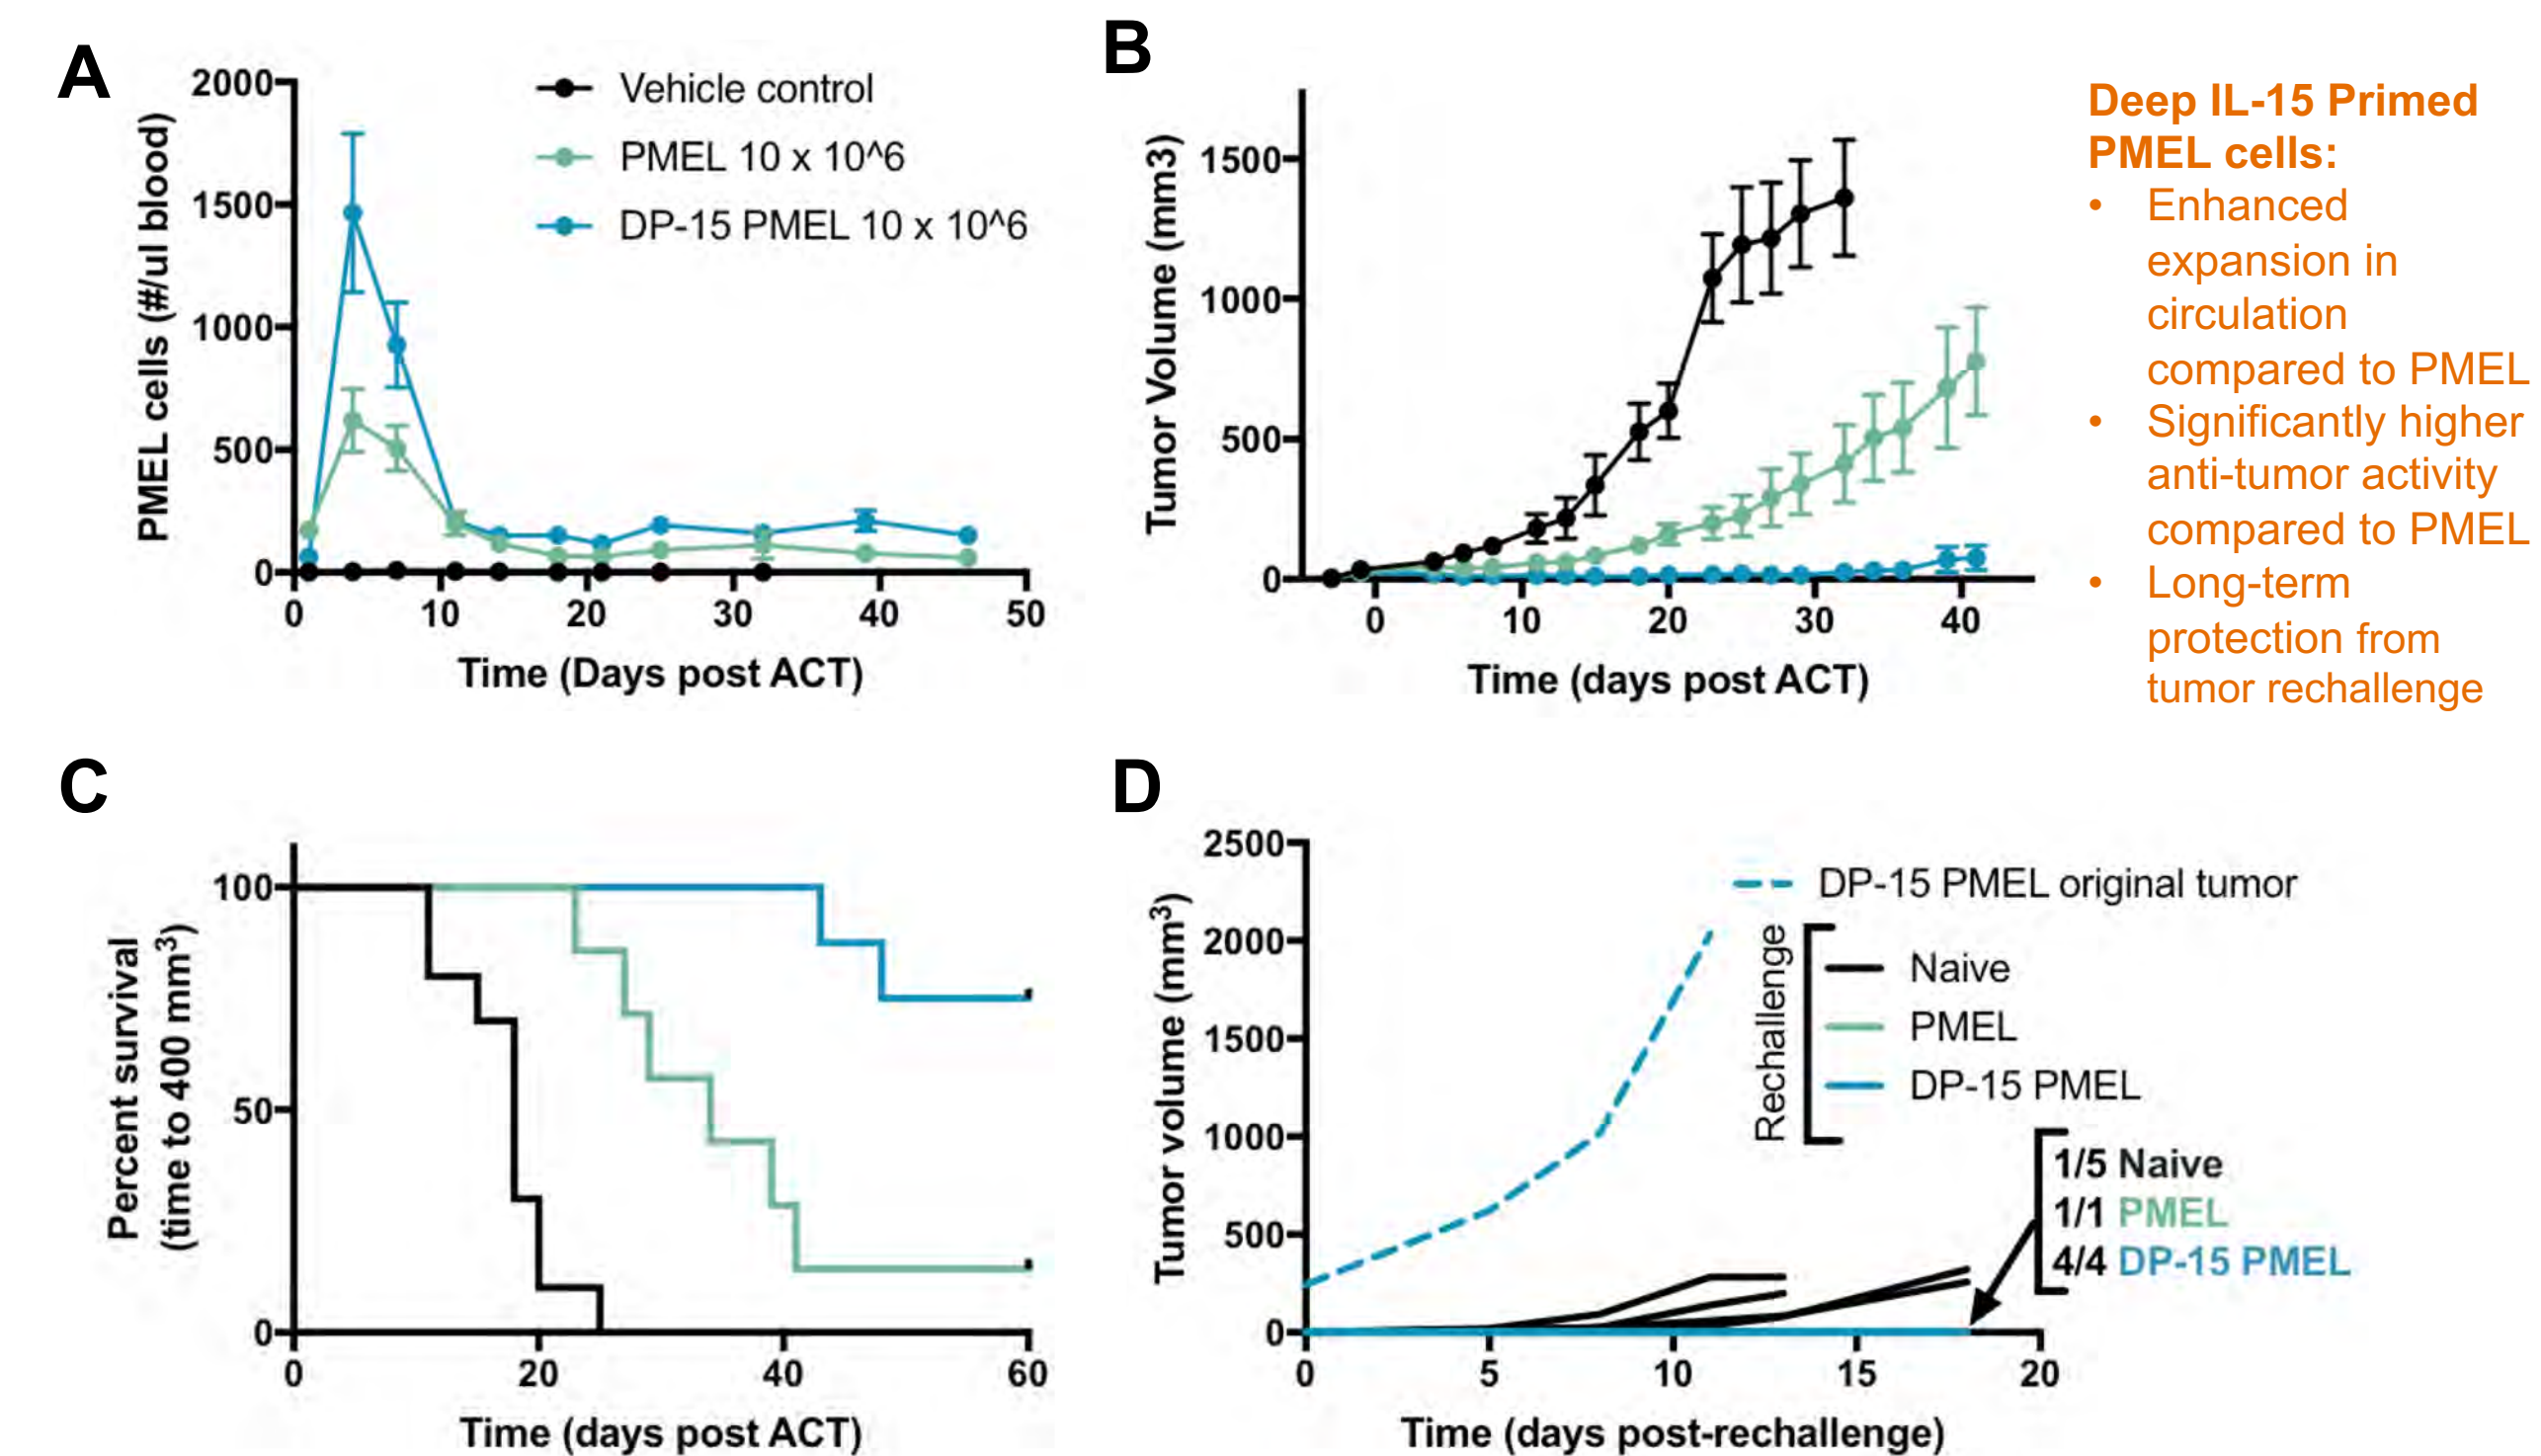 A
2000
1500
1000
500
0
0 10 20 30 40 50
PMEL cells (#/ul blood)
Time (Days post ACT)
Vehicle control
PMEL 10 x 10^6
DP-15 PMEL 10 x 10^6
B
1500
1000
500
0
0 10 20 30 40
Tumor Volume (mm3)
Time (days post ACT)
Deep IL-15 Primed
PMEL cells:
• Enhanced
expansion in
circulation
compared to PMEL
• Significantly higher
anti-tumor activity
compared to PMEL
• Long-term
protection from
tumor rechallenge
C
100
50
0
0 20 40 60
Percent survival
(time to 400 mm³)
Time (days post ACT)
D
2500
2000
1500
1000
500
0
0 5 10 15 20
Tumor volume (mm³)
Time (days post-rechallenge)
DP-15 PMEL original tumor
Rechallenge
Naive
PMEL
DP-15 PMEL
1/5 Naive
1/1 PMEL
4/4 DP-15 PMEL